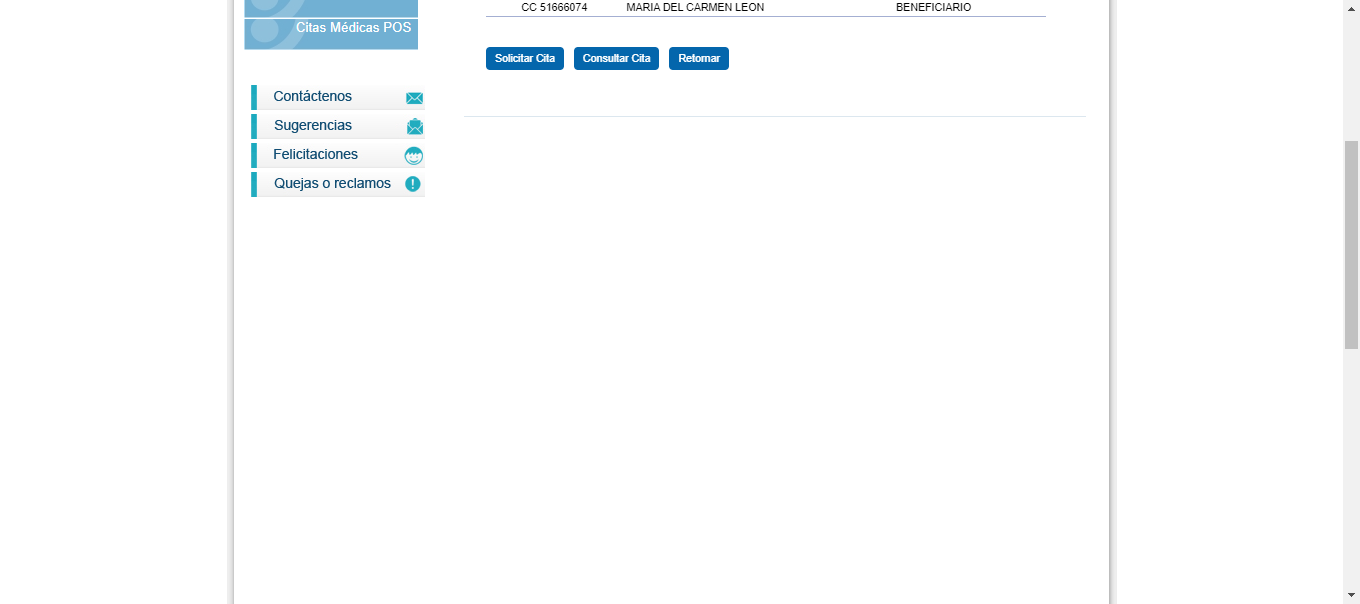 CC 51666074 MARIA DEL CARMEN LEON BENEFICIARIO
Citas Médicas POS
Solicitar Cita Consultar Cita Retornar
Contáctenos
Sugerencias
Felicitaciones
Quejas o reclamos